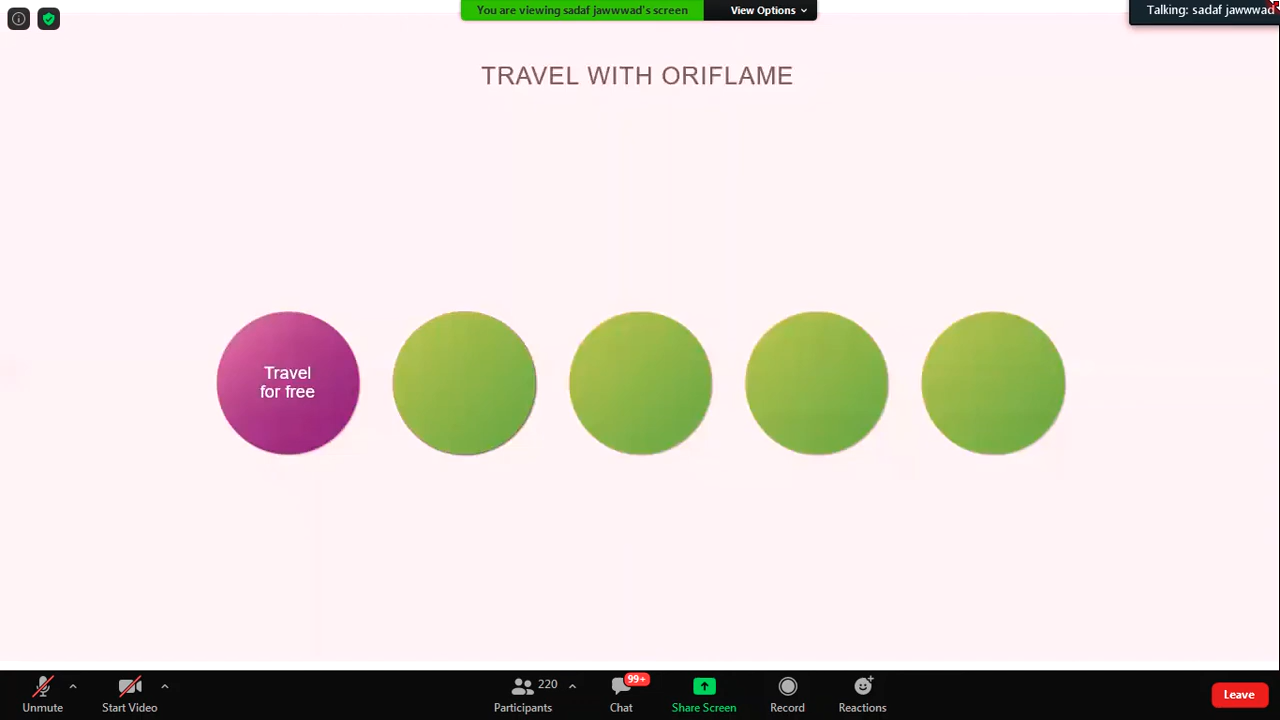 You are viewing sadaf jawwwad's screen
View Options
Talking: sadaf jawwwad
TRAVEL WITH ORIFLAME
Travel
for free
Unmute
Start Video
220
Participants
99+
Chat
Share Screen
Record
Reactions
Leave